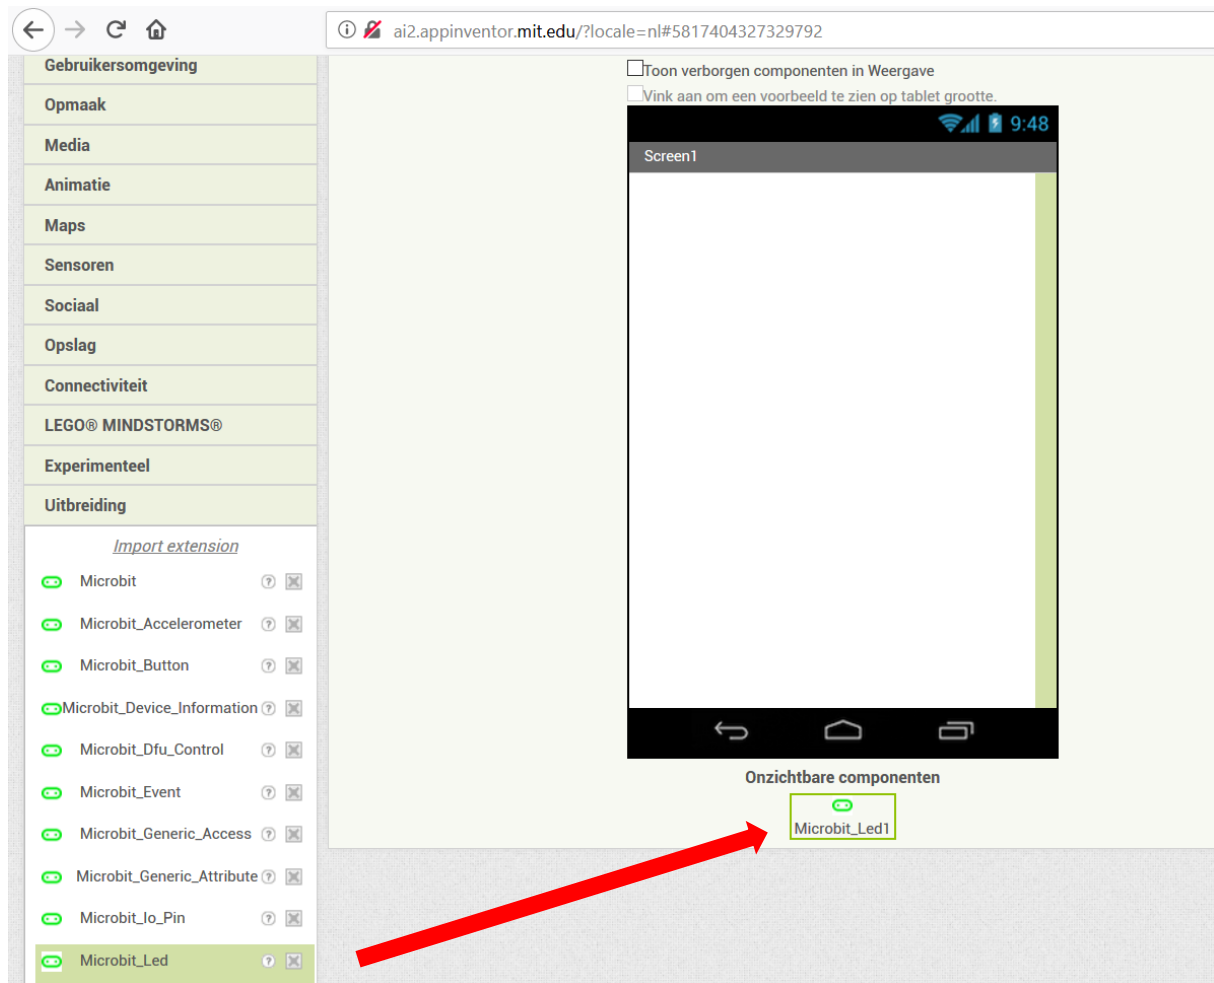 ai2.appinventor.mit.edu/?locale=nl#5817404327329792
Gebruikersomgeving
Opmaak
Media
Animatie
Maps
Sensoren
Sociaal
Opslag
Connectiviteit
LEGO® MINDSTORMS®
Experimenteel
Uitbreiding
Import extension
Microbit
Microbit_Accelerometer
Microbit_Button
Microbit_Device_Information
Microbit_Dfu_Control
Microbit_Event
Microbit_Generic_Access
Microbit_Generic_Attribute
Microbit_Io_Pin
Microbit_Led
Toon verborgen componenten in Weergave
Vink aan om een voorbeeld te zien op tablet grootte.
9:48
Screen1
Onzichtbare componenten
Microbit_Led1